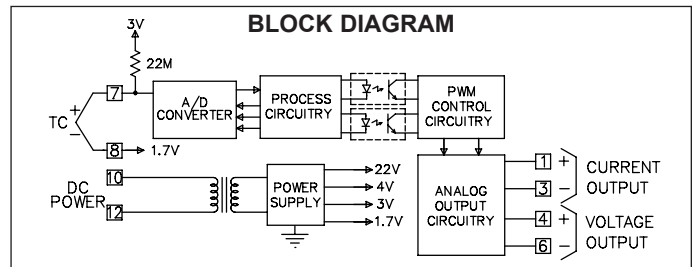 BLOCK DIAGRAM
3V
22M
7
TC
+
-
8
1.7V
A/D
CONVERTER
PROCESS
CIRCUITRY
PWM
CONTROL
CIRCUITRY
10
DC
POWER
12
POWER
SUPPLY
22V
4V
3V
1.7V
ANALOG
OUTPUT
CIRCUITRY
1 +
3 -
CURRENT
OUTPUT
4 +
6 -
VOLTAGE
OUTPUT